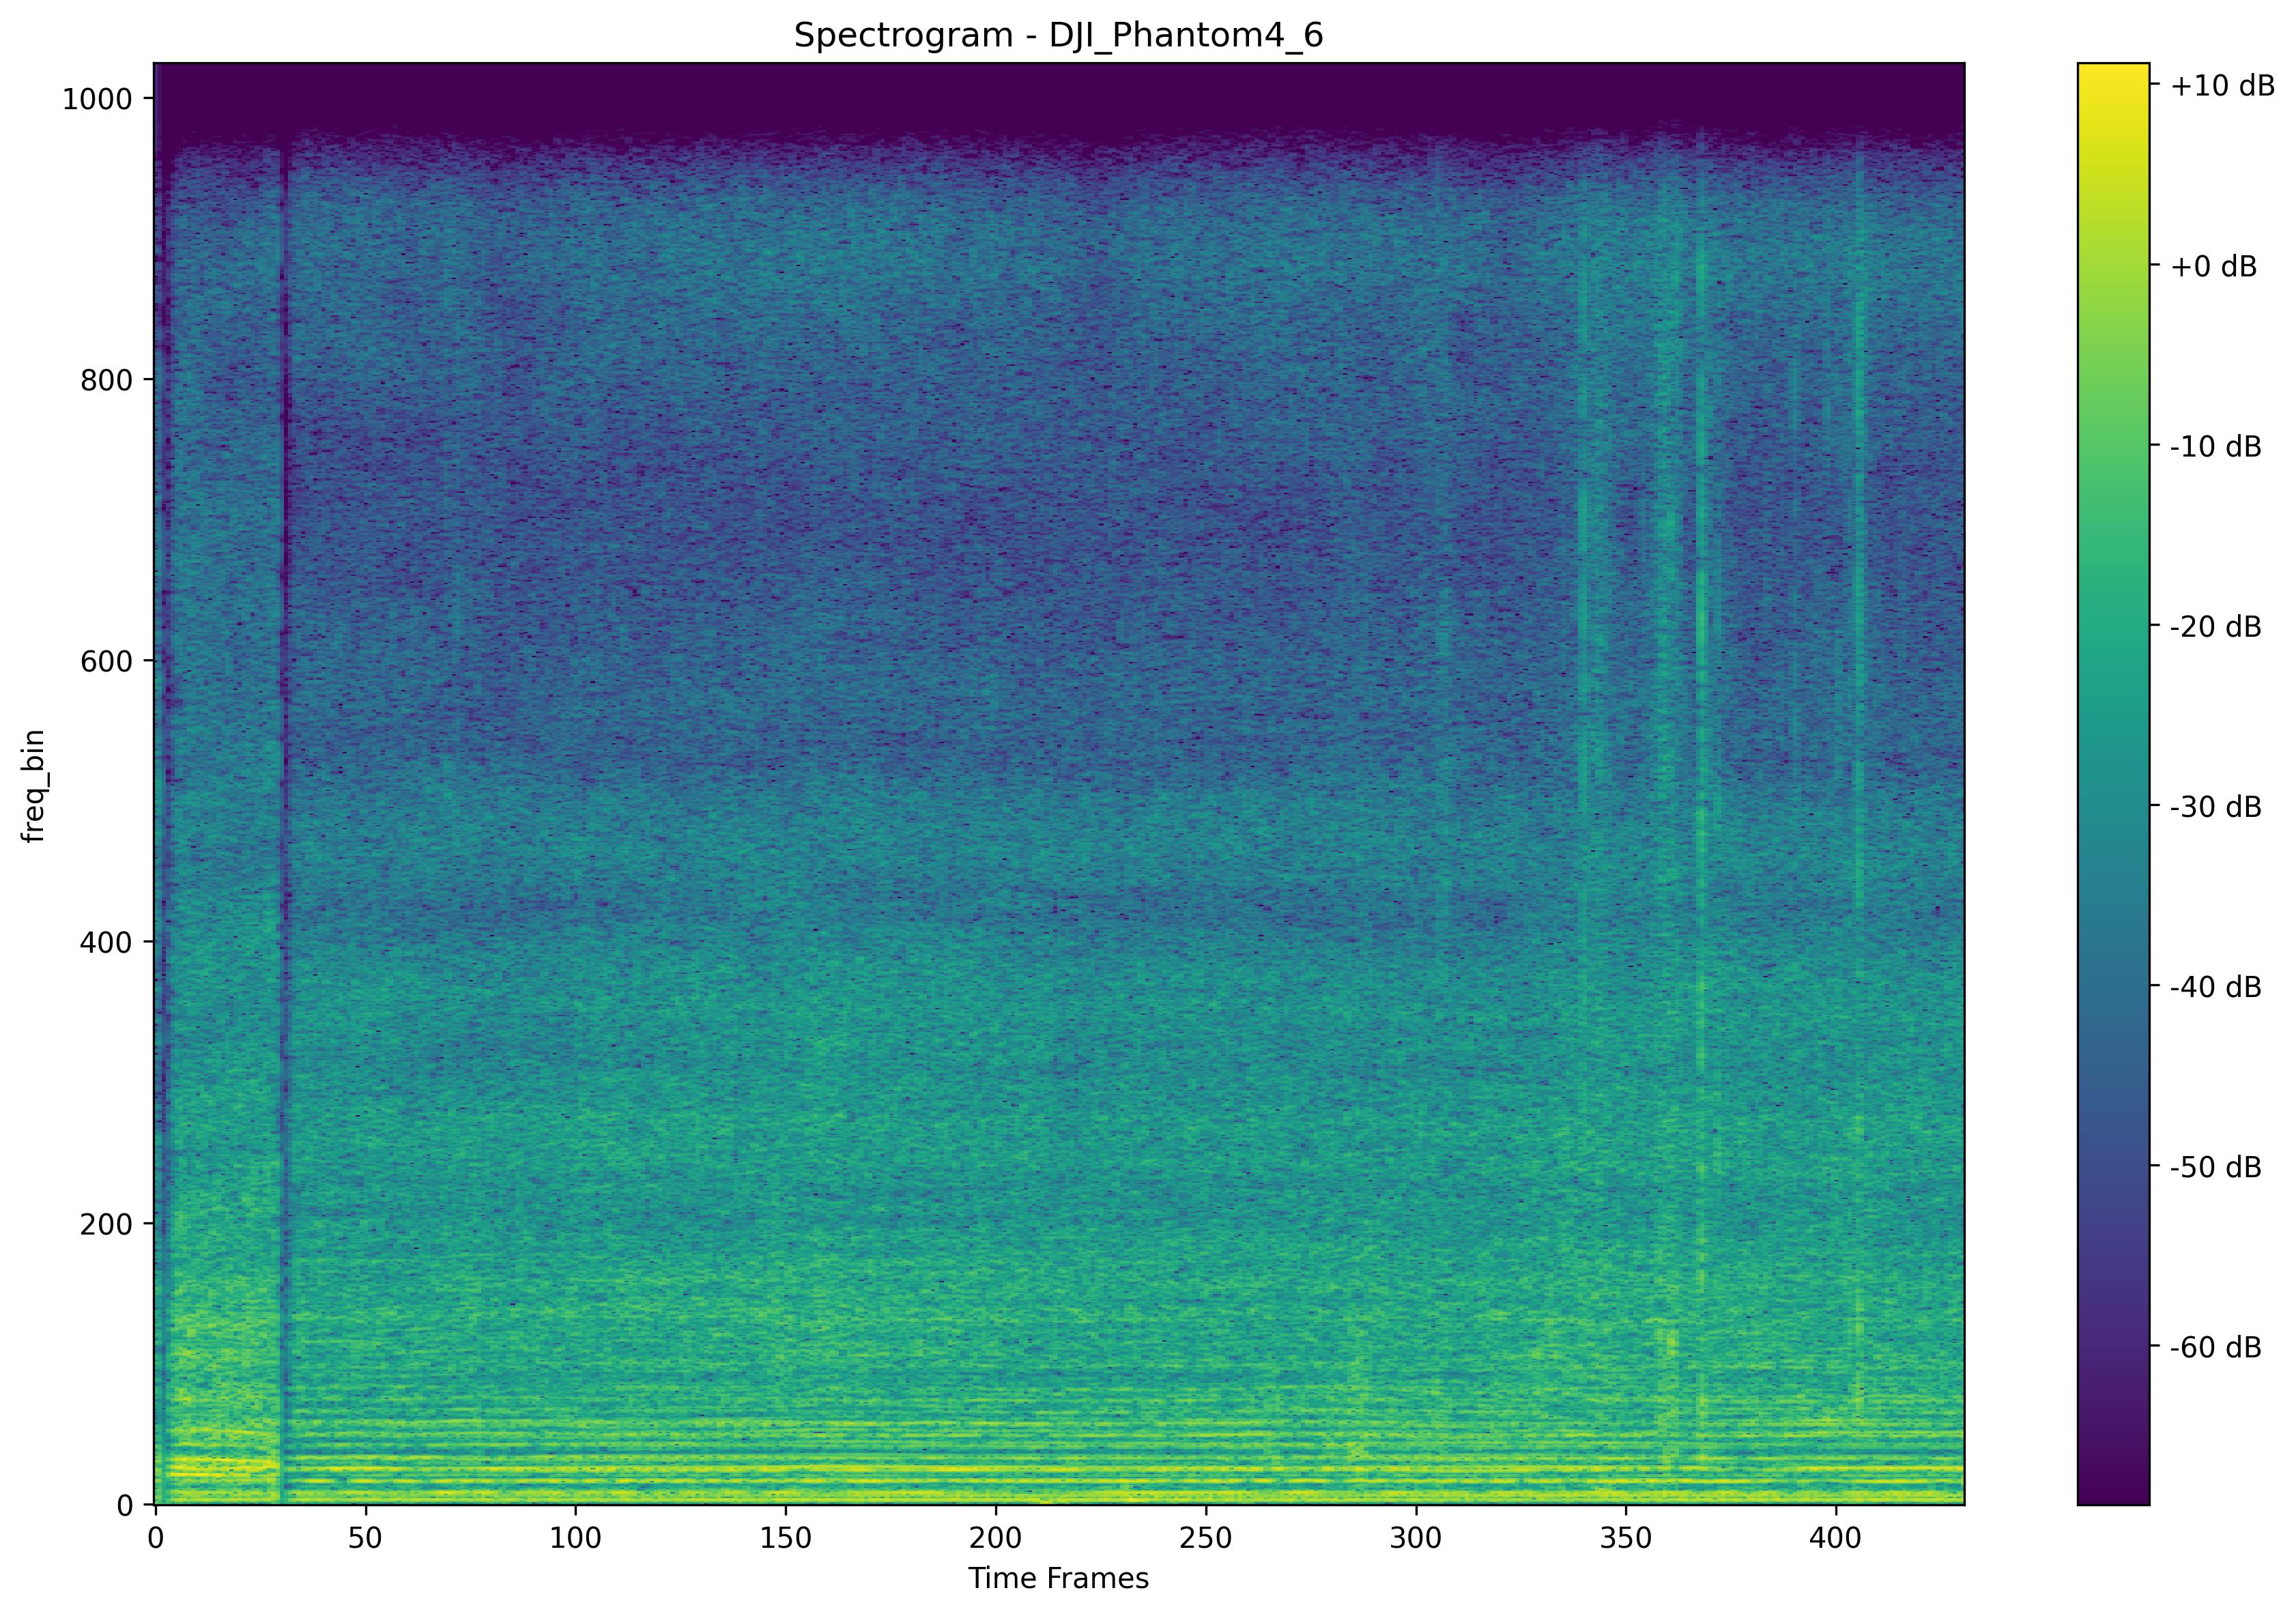 Spectrogram - DJI_Phantom4_6
1000
800
600
400
200
0
freq_bin
0 50 100 150 200 250 300 350 400
Time Frames
+10 dB
+0 dB
-10 dB
-20 dB
-30 dB
-40 dB
-50 dB
-60 dB